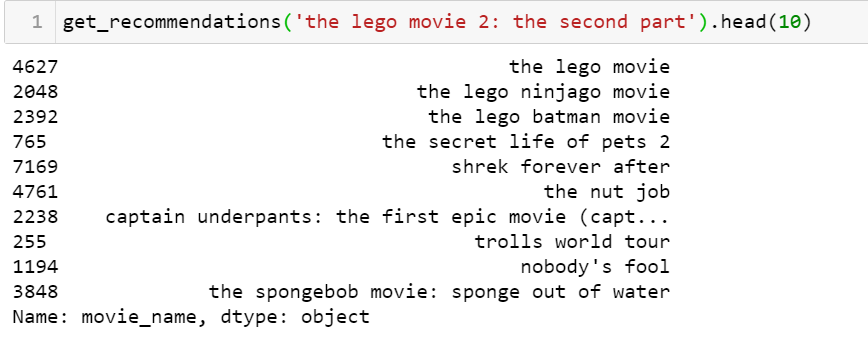 1 get_recommendations('the lego movie 2: the second part').head(10)
4627 the lego movie
2048 the lego ninjago movie
2392 the lego batman movie
765 the secret life of pets 2
7169 shrek forever after
4761 the nut job
2238 captain underpants: the first epic movie (capt...
255 trolls world tour
1194 nobody's fool
3848 the spongebob movie: sponge out of water
Name: movie_name, dtype: object